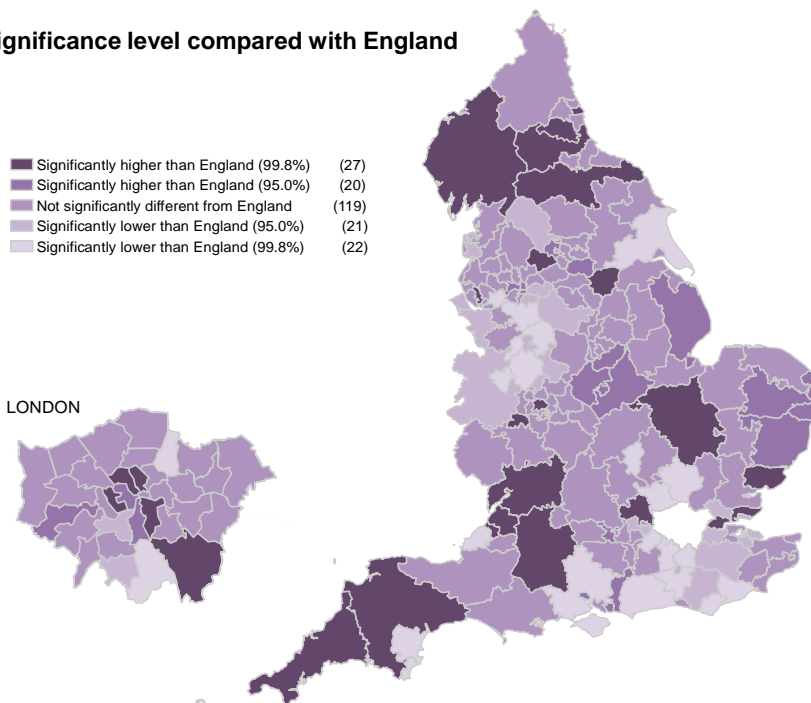 ignificance level compared with England
Significantly higher than England (99.8%) (27)
Significantly higher than England (95.0%) (20)
Not significantly different from England (119)
Significantly lower than England (95.0%) (21)
Significantly lower than England (99.8%) (22)
LONDON